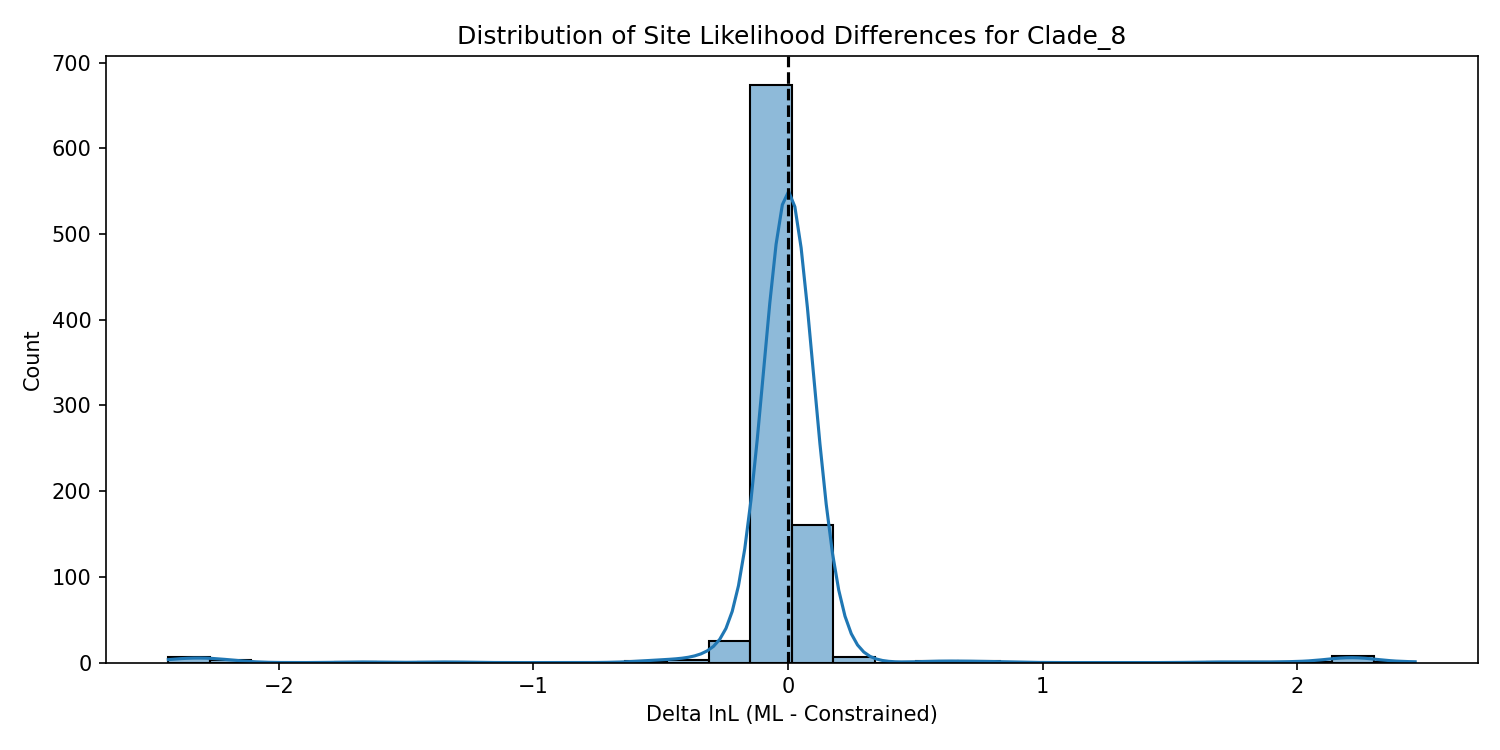 Distribution of Site Likelihood Differences for Clade_8
700
600
500
400
300
200
100
0
Count
−2 −1 0 1 2
Delta lnL (ML - Constrained)